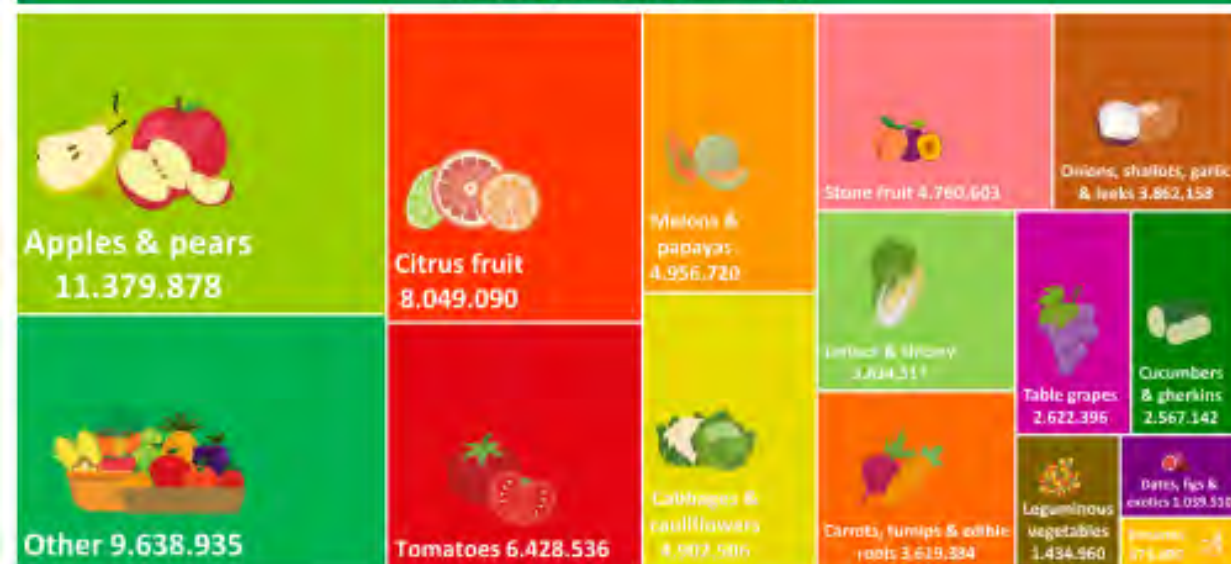 Apples & pears
11.379.878
Other 9.638.935
Citrus fruit
8.049.090
Tomatoes 6.428.536
Melons &
papayas
4.956.720
Cabbages &
cauliflowers
Stone fruit 4.760.603
Onions, shallots, garlic
& leeks 3.862.158
Lettuce & chicory
Carrots, turnips & edible
roots 3.619.384
Table grapes
2.622.396
Cucumbers
& gherkins
2.567.142
Leguminous
vegetables
1.434.960
Dates, figs &
exotics